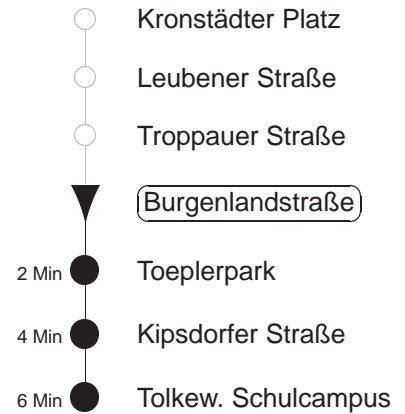 Kronstädter Platz
Leubener Straße
Troppauer Straße
Burgenlandstraße
2 Min Toeplerpark
4 Min Kipsdorfer Straße
6 Min Tolkew. Schulcampus